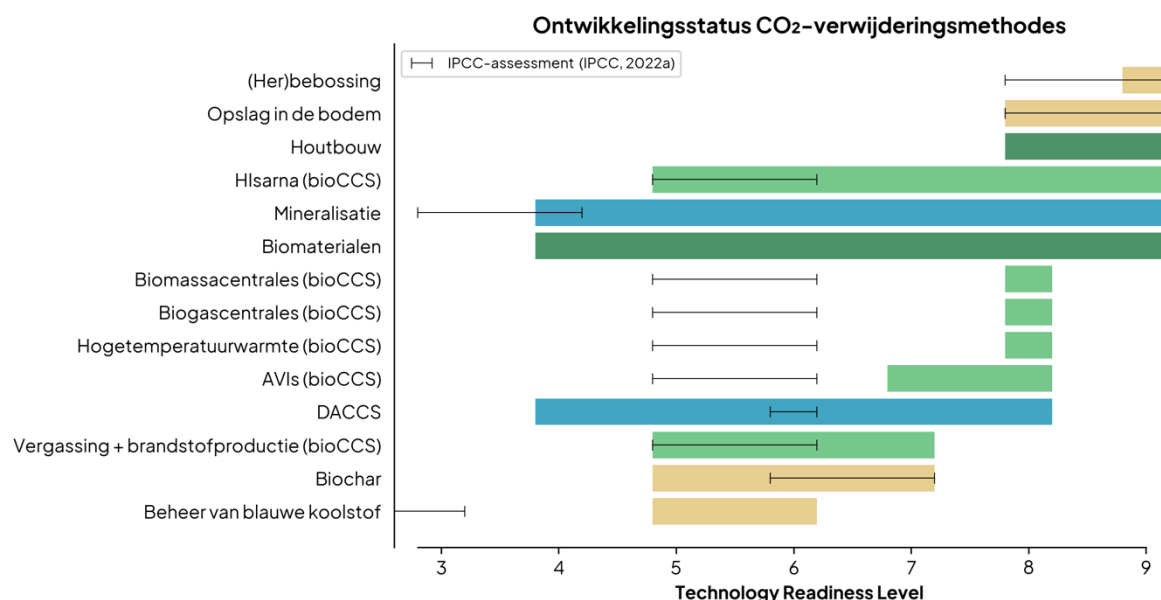 Ontwikkelingsstatus CO₂-verwijderingsmethodes
IPCC-assessment (IPCC, 2022a)
(Her)bebossing
Opslag in de bodem
Houtbouw
HIsarna (bioCCS)
Mineralisatie
Biomaterialen
Biomassacentrales (bioCCS)
Biogascentrales (bioCCS)
Hogetemperatuurwarmte (bioCCS)
AVIs (bioCCS)
DACCS
Vergassing + brandstofproductie (bioCCS)
Biochar
Beheer van blauwe koolstof
3 4 5 6 7 8 9
Technology Readiness Level